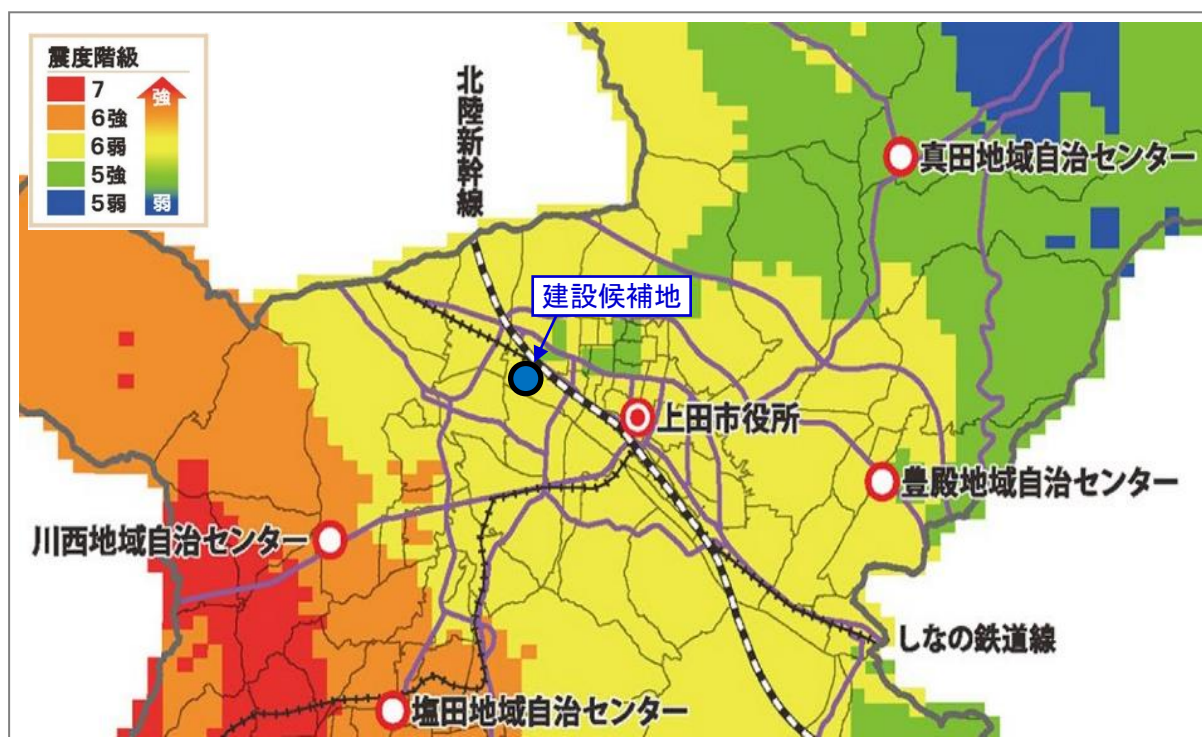 震度階級
7
6強
6弱
5強
5弱
強
弱
北陸新幹線
真田地域自治センター
建設候補地
上田市役所
豊殿地域自治センター
川西地域自治センター
しなの鉄道線
塩田地域自治センター